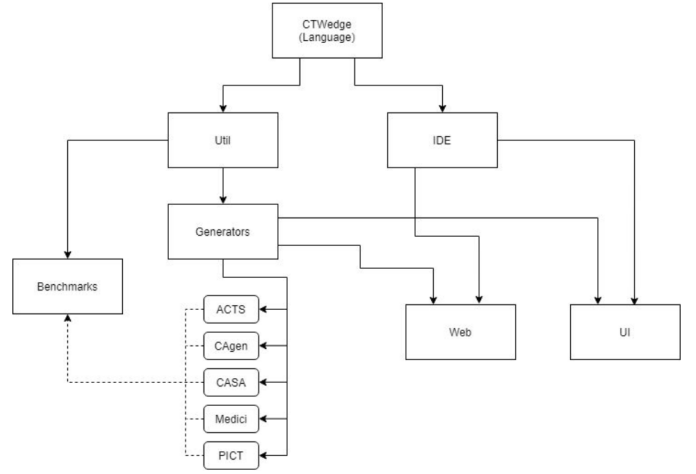 CTWedge
(Language)
Util
IDE
Generators
Benchmarks
ACTS
Web
UI
CAgen
CASA
Medici
PICT